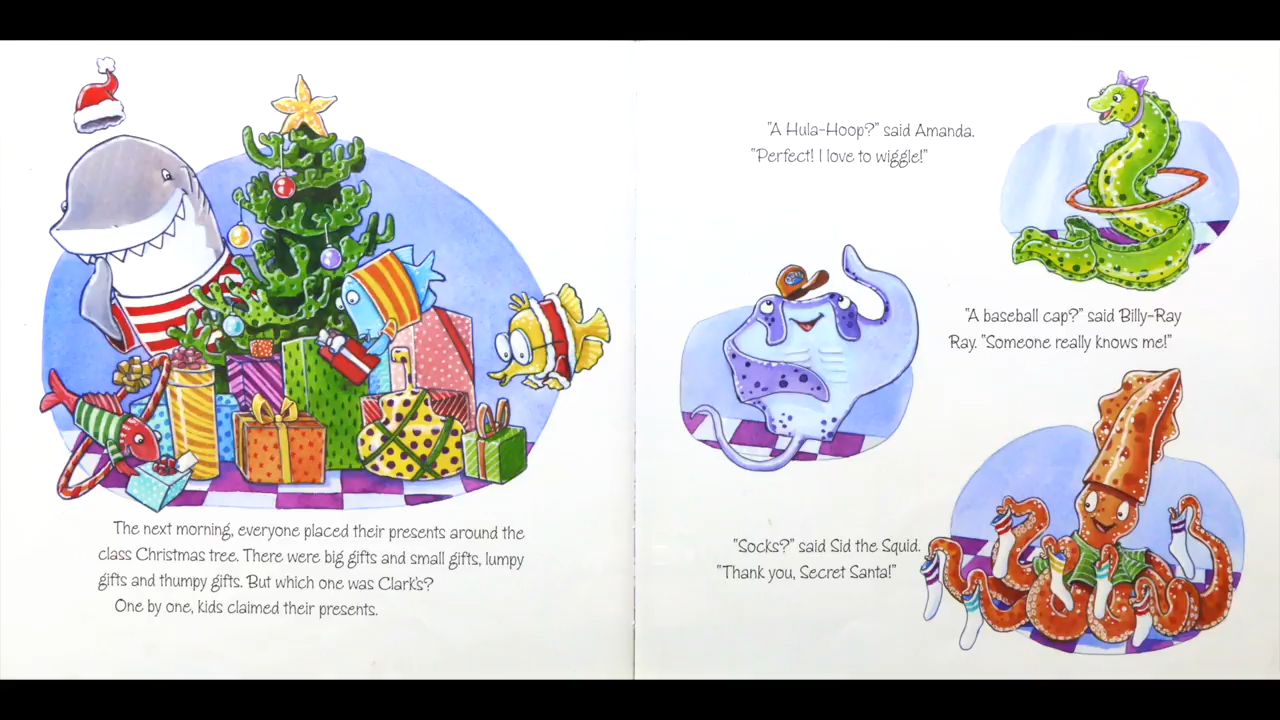 The next morning, everyone placed their presents around the
class Christmas tree. There were big gifts and small gifts, lumpy
gifts and thumpy gifts. But which one was Clark's?
One by one, kids claimed their presents.
"A Hula-Hoop?" said Amanda.
"Perfect! I love to wiggle!"
"A baseball cap?" said Billy-Ray
Ray. "Someone really knows me!"
"Socks?" said Sid the Squid.
"Thank you, Secret Santa!"